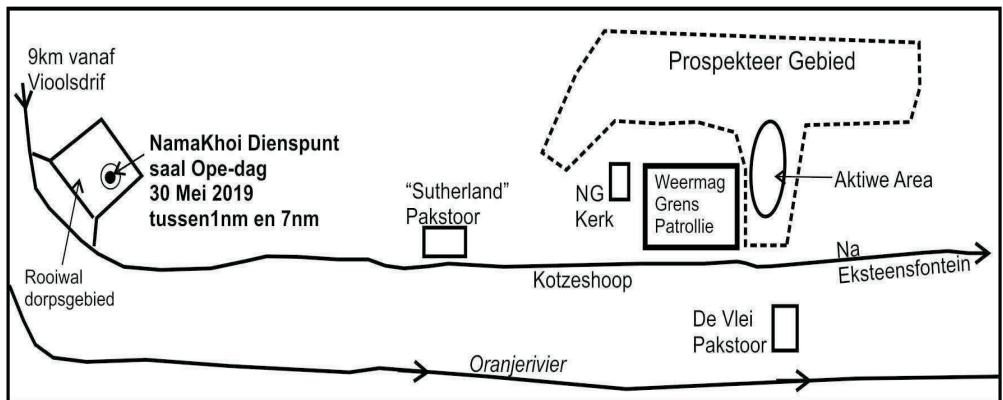 9km vanaf
Vioolsdrif
NamaKhoi Dienspunt
saal Ope-dag
30 Mei 2019
tussen1nm en 7nm
Rooiwal
dorpsgebied
"Sutherland"
Pakstoor
Prospekteer Gebied
NG
Kerk
Weermag
Grens
Patrollie
Aktiwe Area
Kotzeshoop
Na
Eksteensfontein
De Vlei
Pakstoor
Oranjerivier